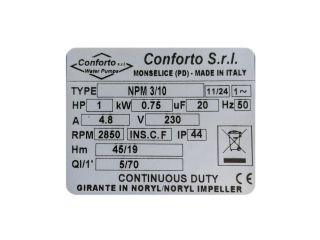 Conforto s.r.l. Conforto S.r.l.
Water Pumps MONSELICE (PD) - MADE IN ITALY
TYPE NPM 3/10 11/24 1~
HP 1 kW 0.75 uF 20 Hz 50
A 4.8 V 230
RPM 2850 INS.C.F IP 44
Hm 45/19
Ql/1' 5/70
CONTINUOUS DUTY
GIRANTE IN NORYL/NORYL IMPELLER